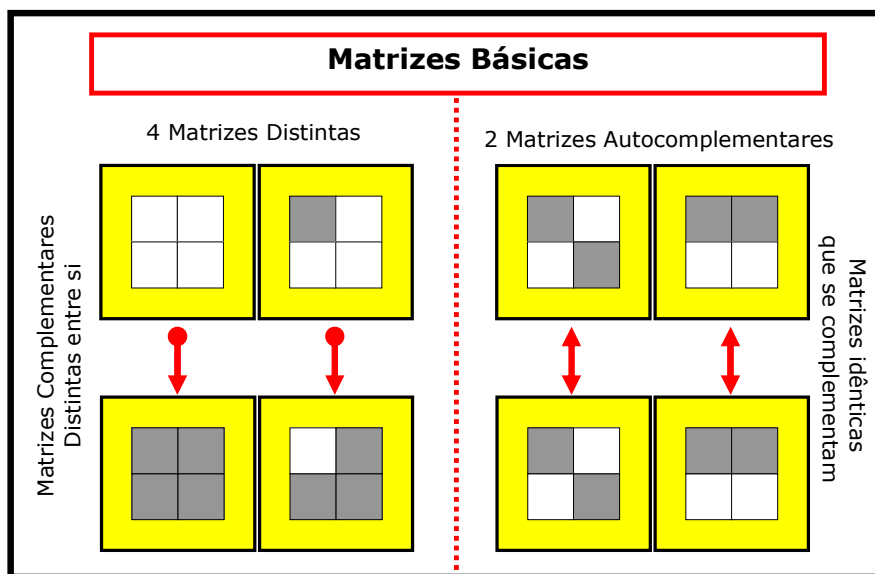 Matrizes Básicas
4 Matrizes Distintas
2 Matrizes Autocomplementares
Matrizes Complementares
Distintas entre si
Matrizes idênticas
que se complementam